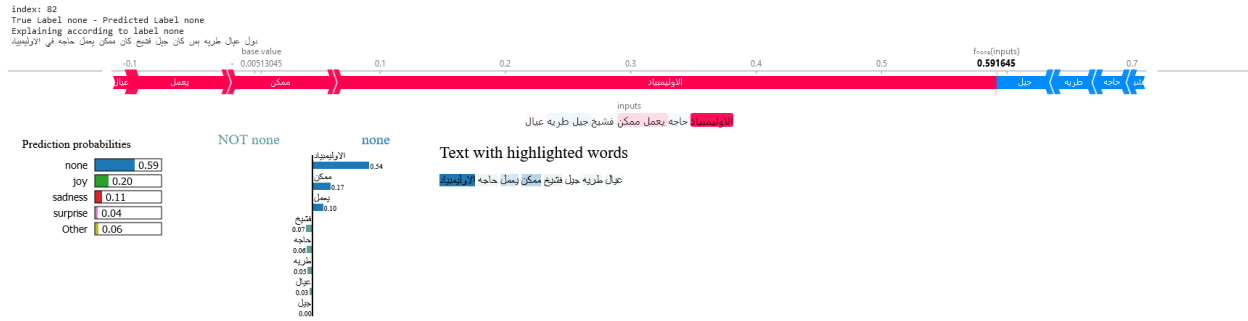 index: 82
True Label none - Predicted Label none
Explaining according to label none
دول عيال طريه بس كان جيل فشيخ كان ممكن يعمل حاجه في الاوليمبياد
base value
f none(inputs)
-0.1 0.00513045 0.1 0.2 0.3 0.4 0.5 0.591645 0.7
عيال يعمل ممكن الاوليمبياد جيل طريه حاجه
inputs
عيال طريه جيل فشيخ ممكن يعمل حاجه الاوليمبياد
Prediction probabilities
none 0.59
joy 0.20
sadness 0.11
surprise 0.04
Other 0.06
NOT none none
الاوليمبياد
0.54
ممكن
0.17
يعمل
0.10
فشيخ
0.07
حاجه
0.06
طريه
0.05
عيال
0.03
جيل
0.00
Text with highlighted words
عيال طريه جيل فشيخ ممكن يعمل حاجه الاوليمبياد